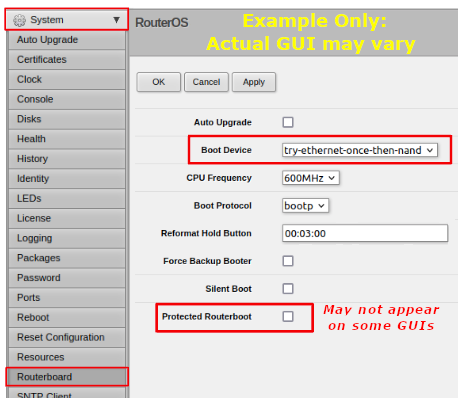 System ▼
Auto Upgrade
Certificates
Clock
Console
Disks
Health
History
Identity
LEDs
License
Logging
Packages
Password
Ports
Reboot
Reset Configuration
Resources
Routerboard
SNTP Client
RouterOS
Example Only:
Actual GUI may vary
OK Cancel Apply
Auto Upgrade
Boot Device try-ethernet-once-then-nand
CPU Frequency 600MHz
Boot Protocol bootp
Reformat Hold Button 00:03:00
Force Backup Booter
Silent Boot
Protected Routerboot
May not appear
on some GUIs